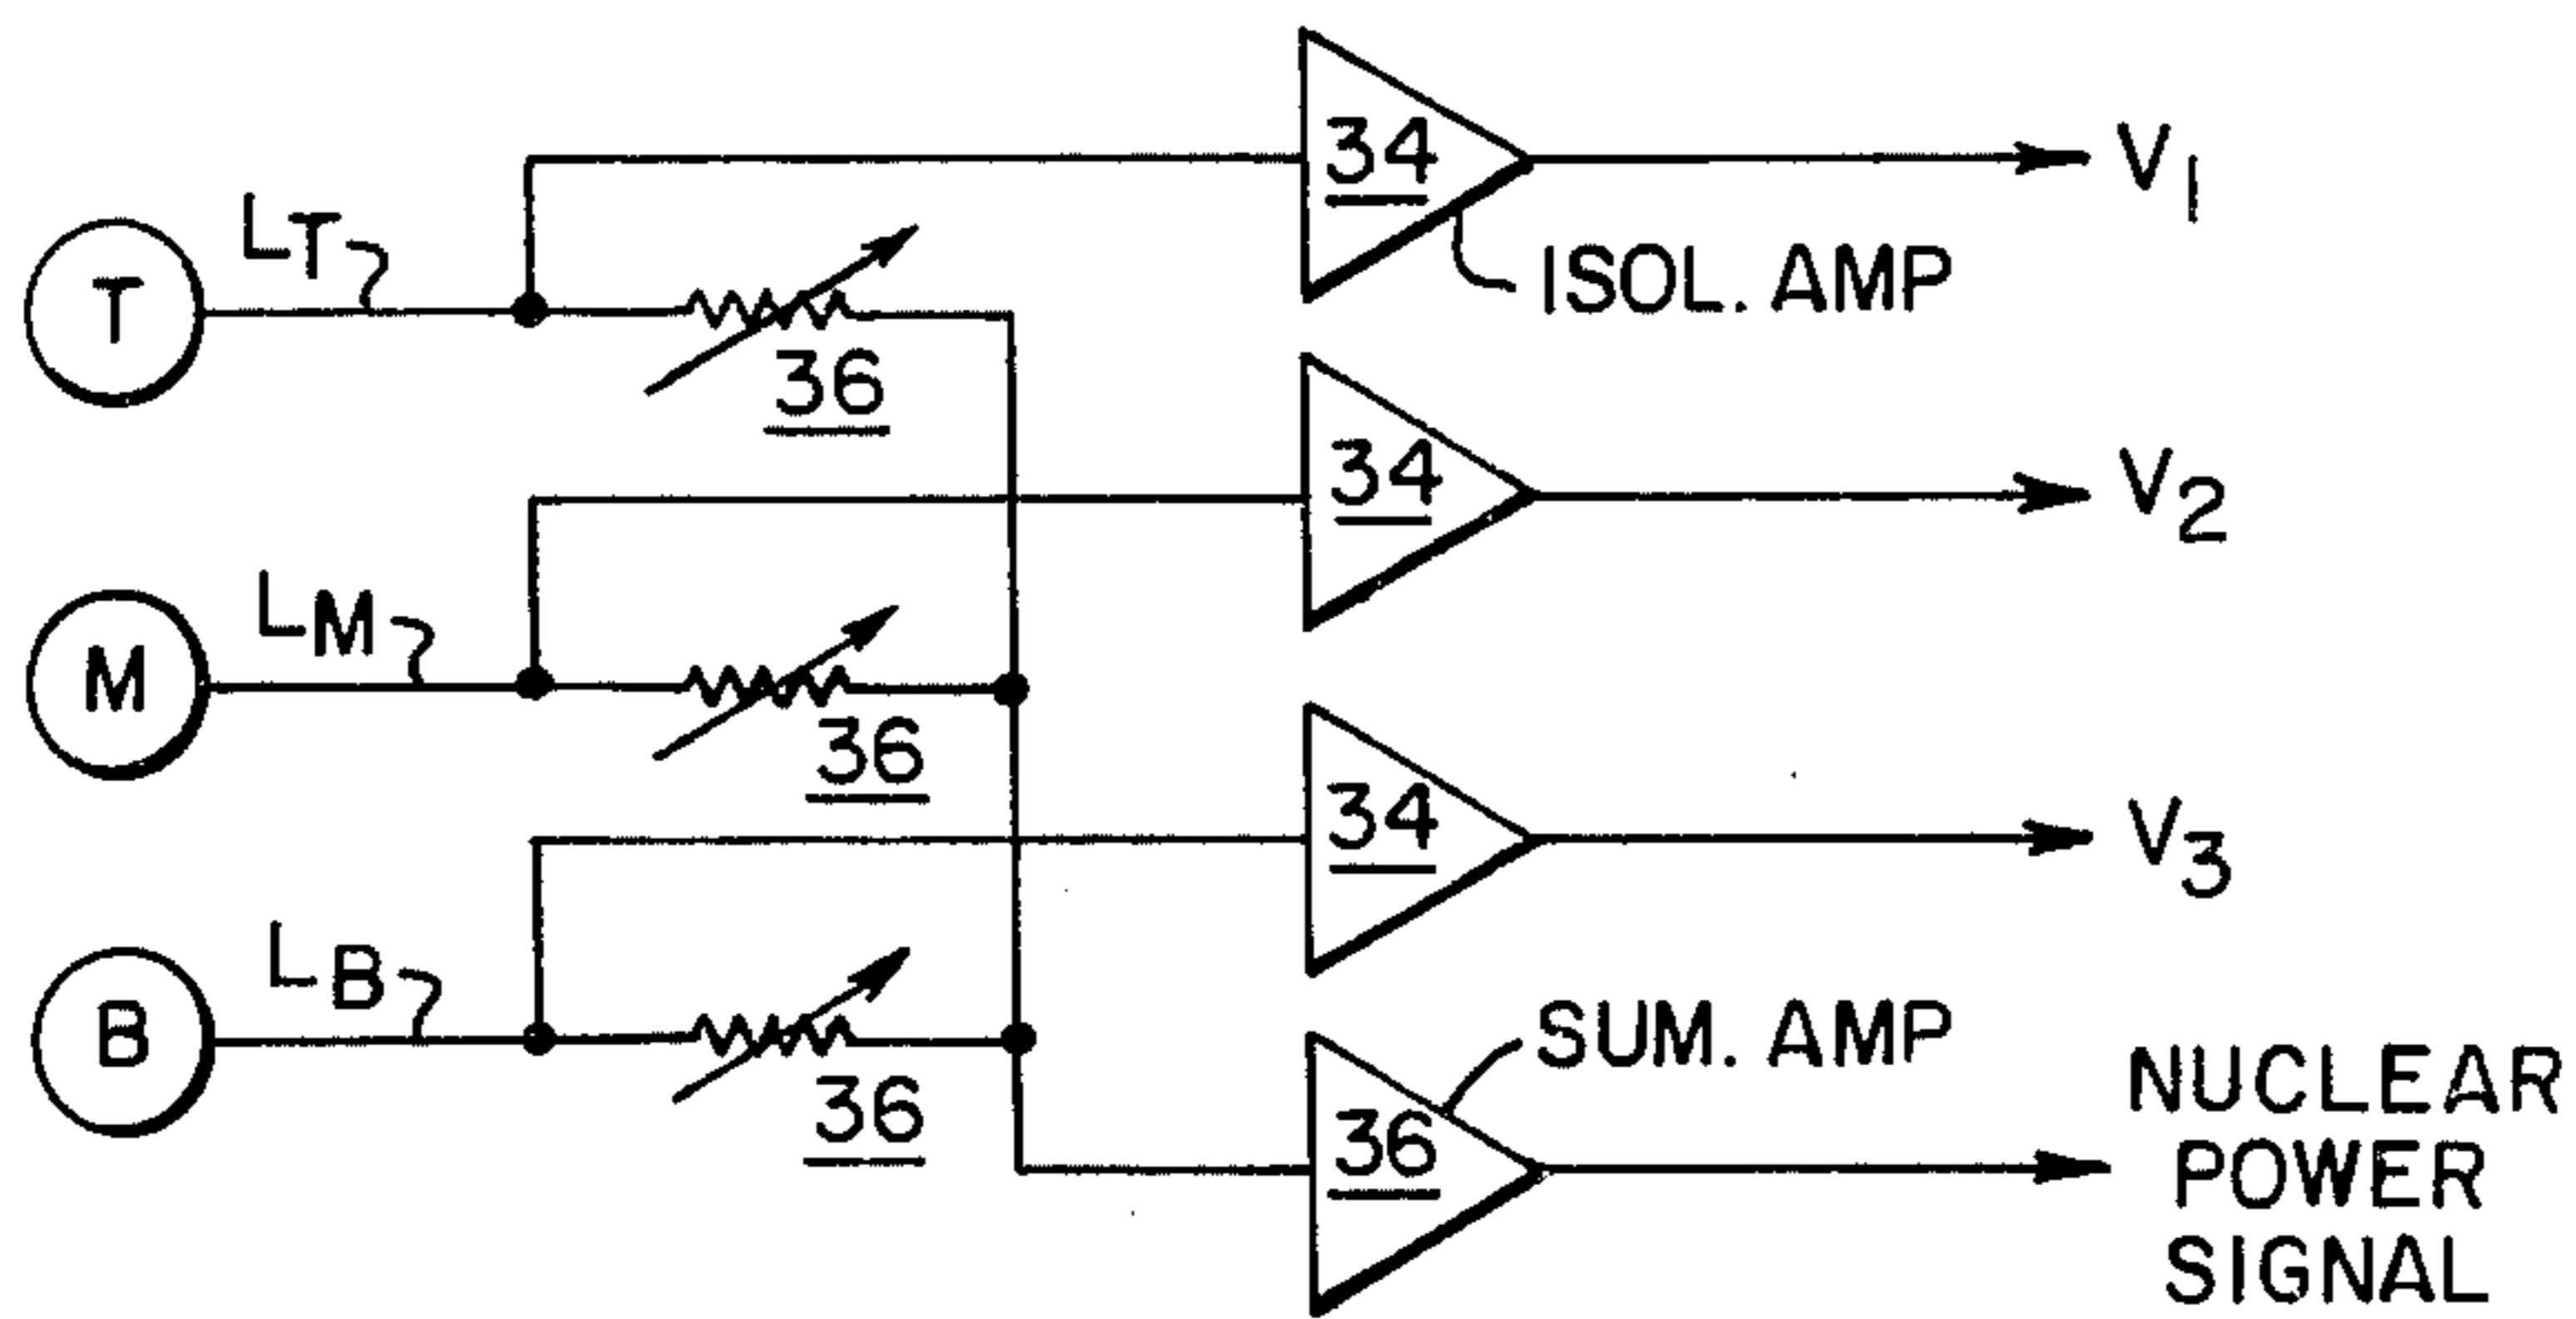 34
V1
LT
T
ISOL. AMP
36
34
V2
LM
M
36
34
V3
LB
B
SUM. AMP
36
36
NUCLEAR
POWER
SIGNAL